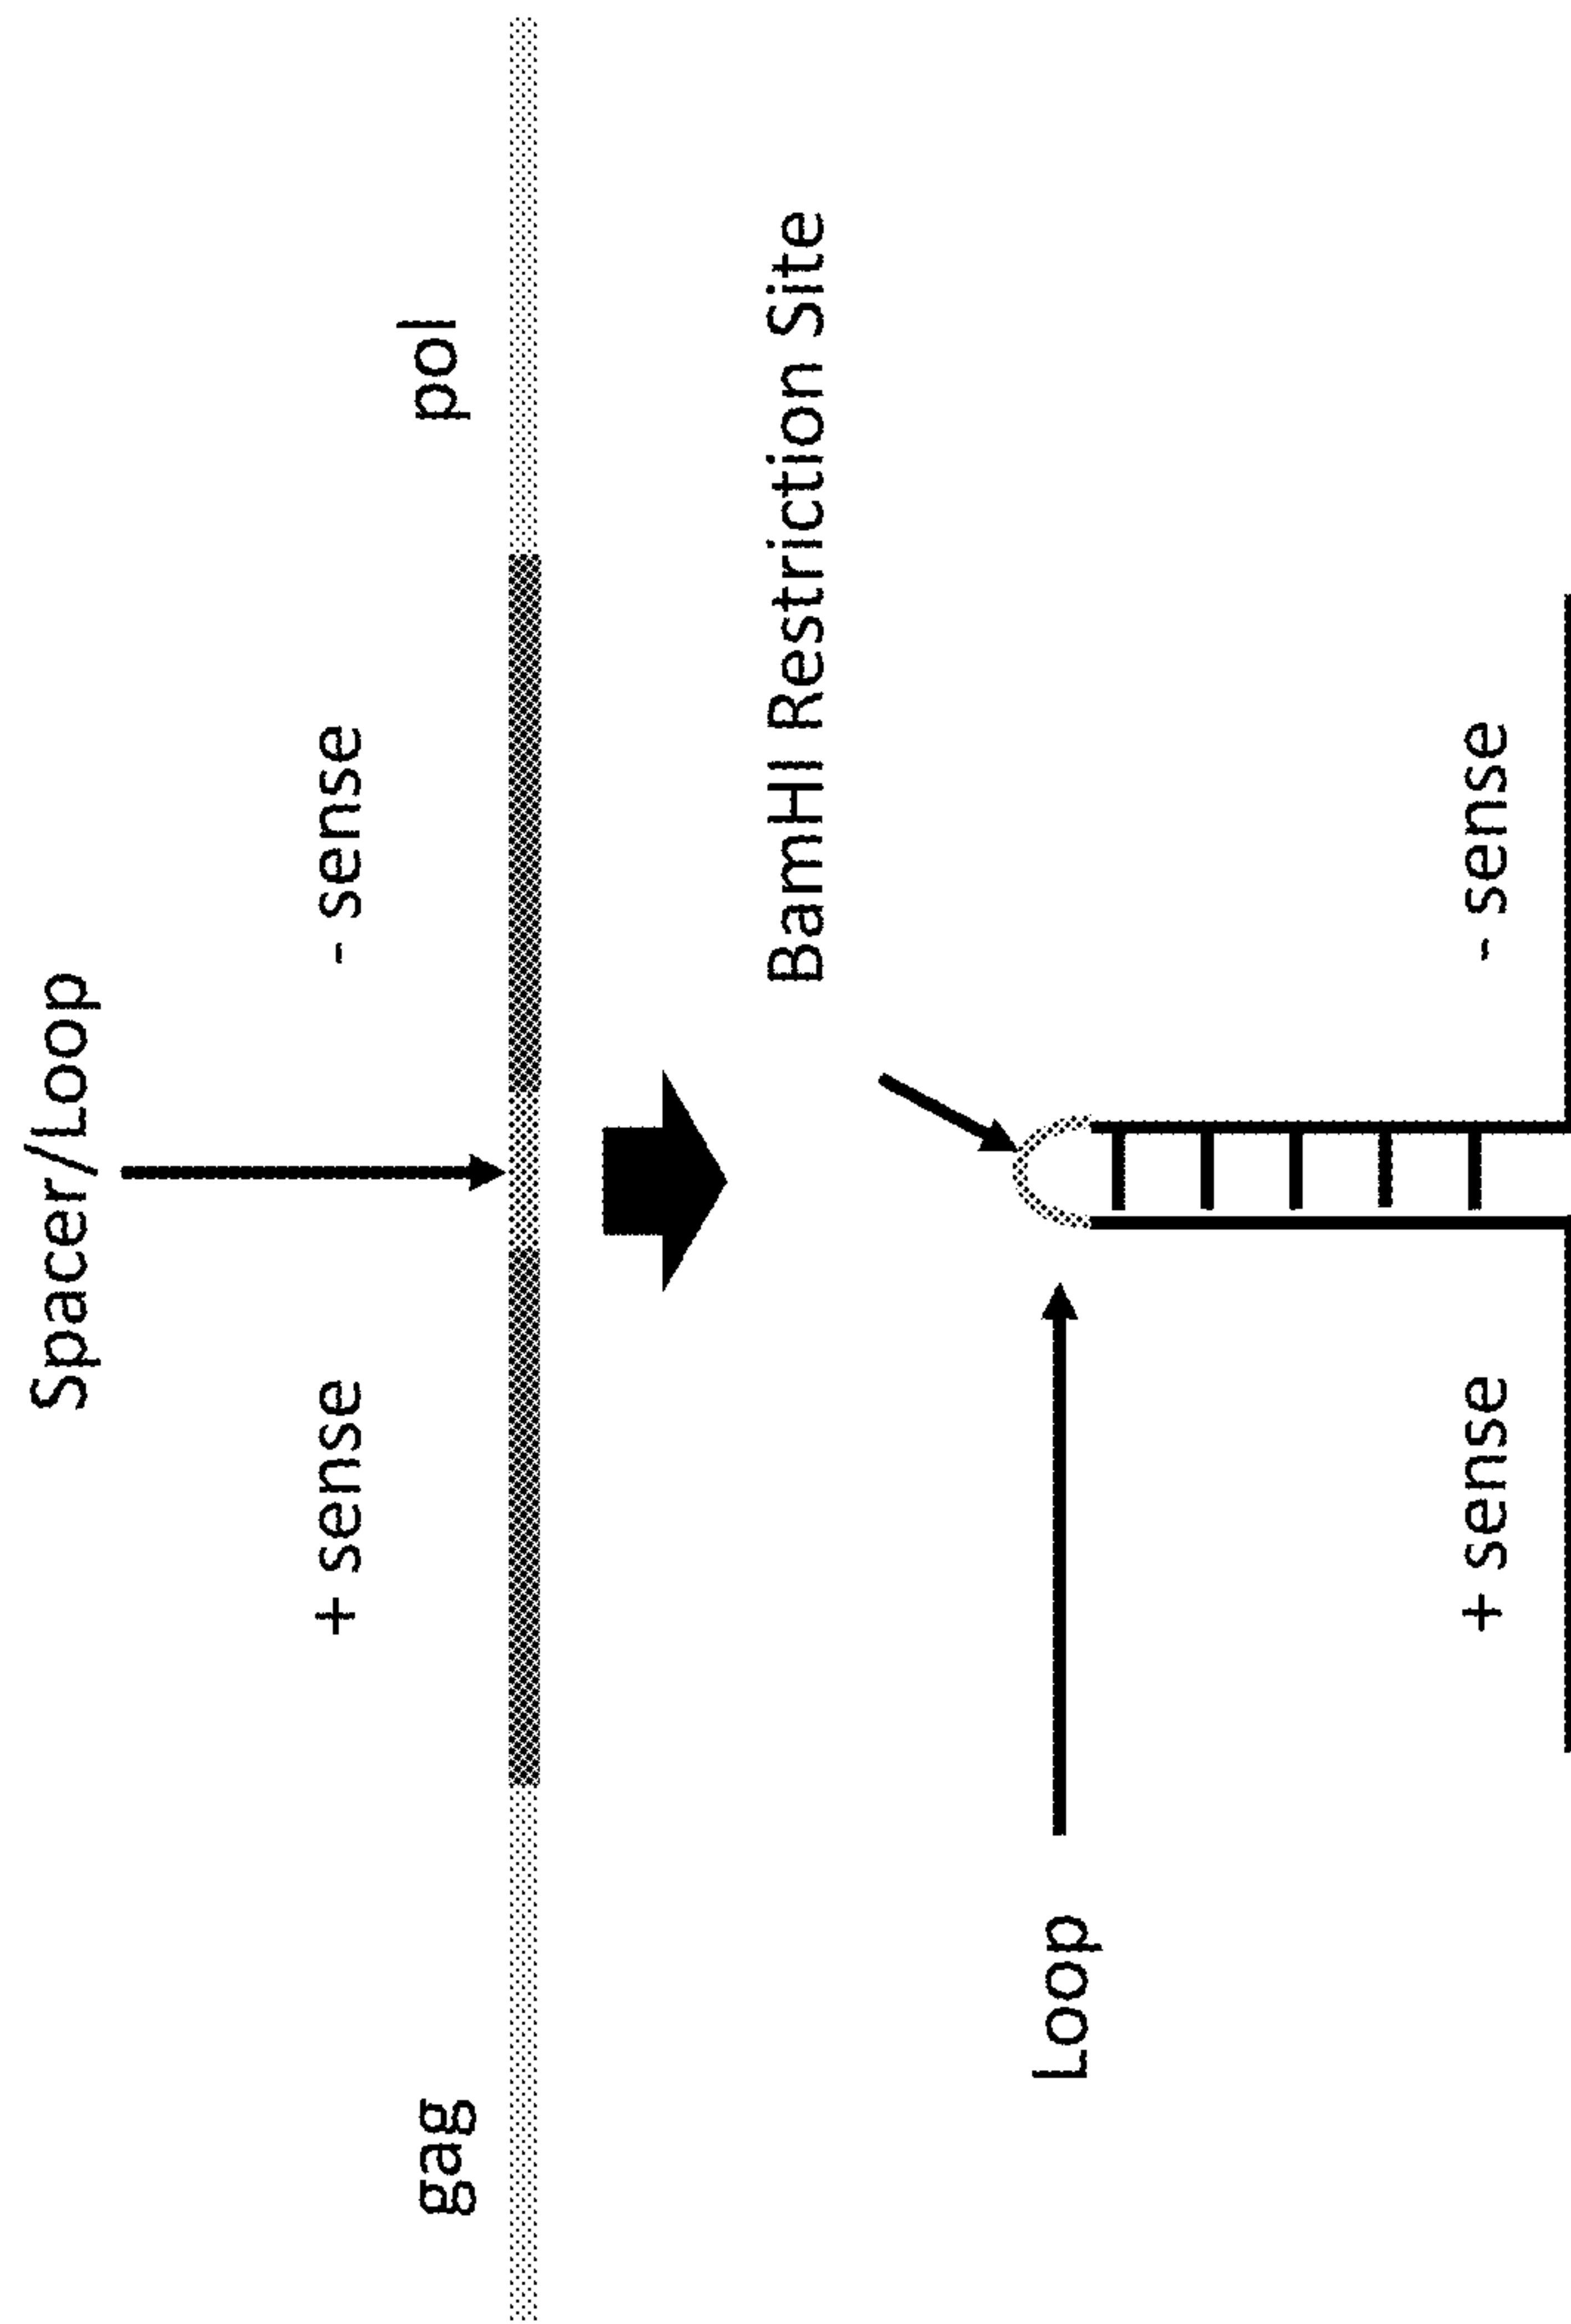 Spacer/Loop
+ sense
- sense
gag
pol
BamHI Restriction Site
Loop
+ sense
- sense